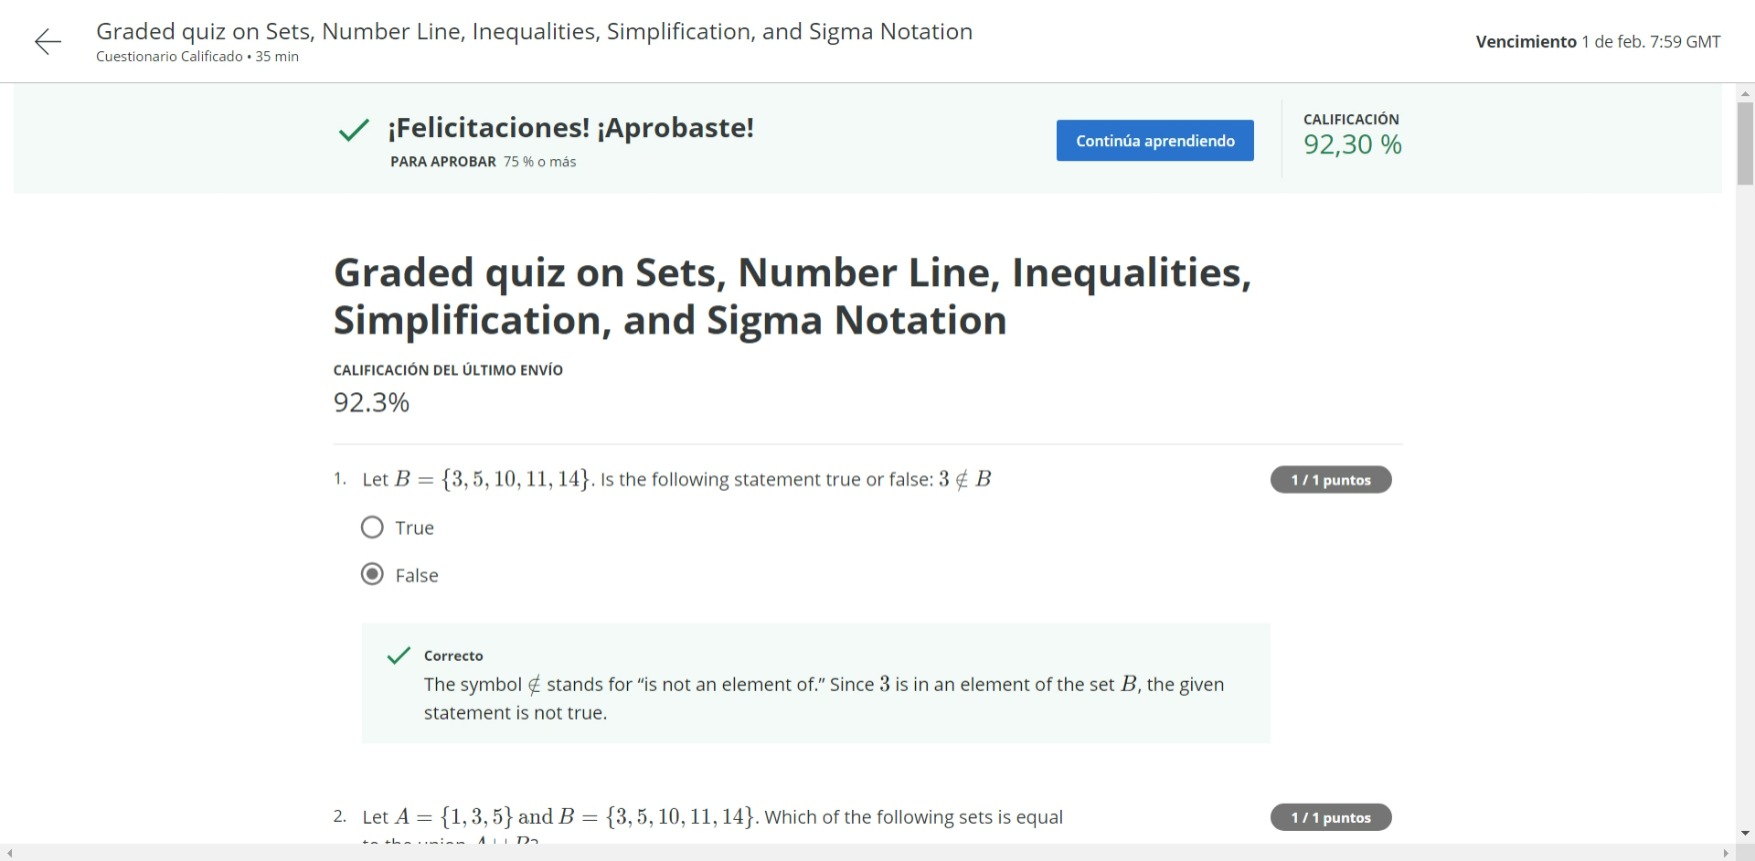 Graded quiz on Sets, Number Line, Inequalities, Simplification, and Sigma Notation
Cuestionario Calificado • 35 min
Vencimiento 1 de feb. 7:59 GMT
¡Felicitaciones! ¡Aprobaste!
PARA APROBAR 75 % o más
Continúa aprendiendo
CALIFICACIÓN
92,30 %
Graded quiz on Sets, Number Line, Inequalities,
Simplification, and Sigma Notation
CALIFICACIÓN DEL ÚLTIMO ENVÍO
92.3%
1. Let B = {3, 5, 10, 11, 14}. Is the following statement true or false: 3 ∉ B
1 / 1 puntos
True
False
Correcto
The symbol ∉ stands for “is not an element of.” Since 3 is in an element of the set B, the given
statement is not true.
2. Let A = {1, 3, 5} and B = {3, 5, 10, 11, 14}. Which of the following sets is equal
1 / 1 puntos
to the union A ∪ B?